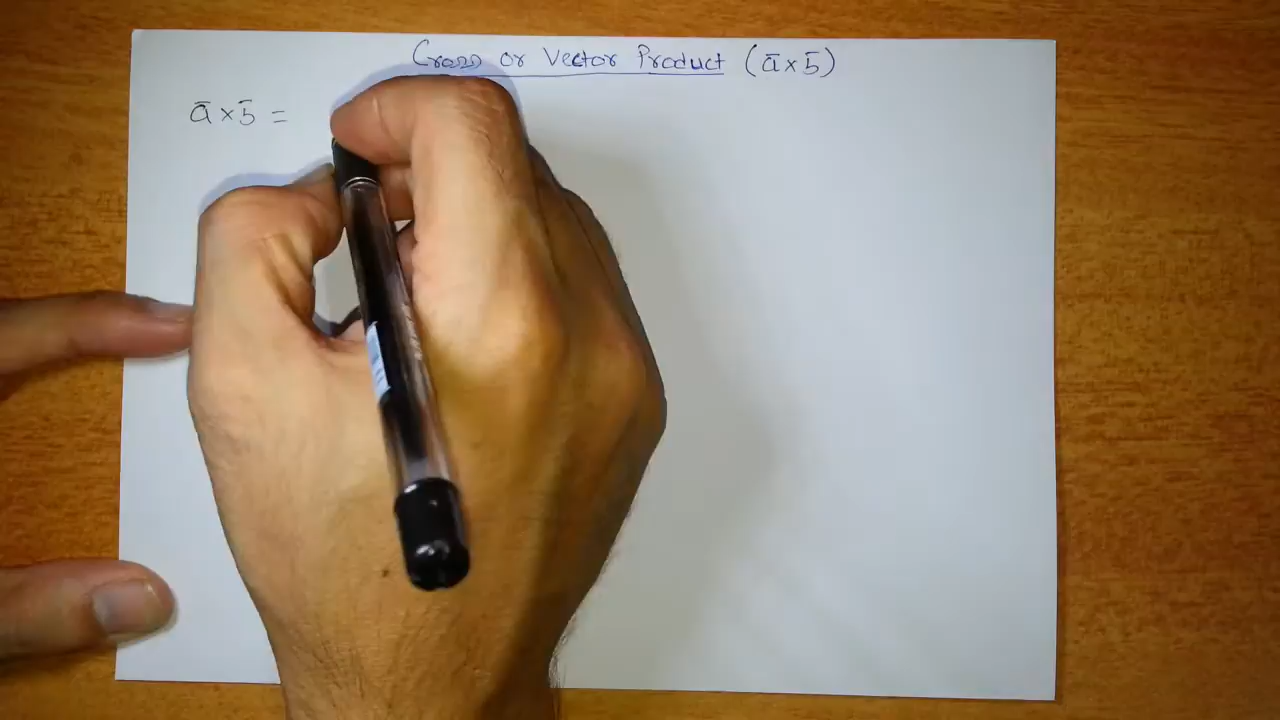 Cross or Vector Product (a̅×b̅)
a̅×b̅ =